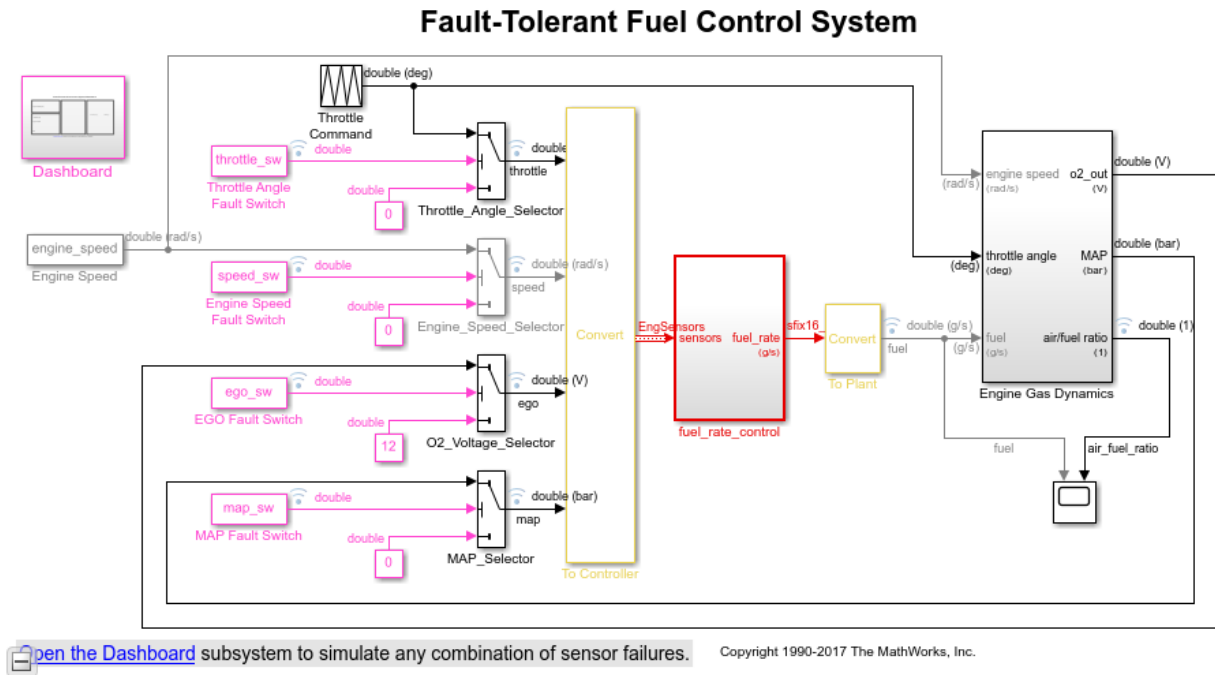 Fault-Tolerant Fuel Control System
double (deg)
Throttle
Command
Dashboard
throttle_sw
double
Throttle Angle
Fault Switch
double
0
double
throttle
Throttle_Angle_Selector
engine_speed
double (rad/s)
Engine Speed
speed_sw
double
Engine Speed
Fault Switch
double
0
double (rad/s)
speed
Engine_Speed_Selector
ego_sw
double
EGO Fault Switch
double
12
double (V)
ego
O2_Voltage_Selector
map_sw
double
MAP Fault Switch
double
0
double (bar)
map
MAP_Selector
Convert
To Controller
EngSensors
sensors
fuel_rate
(g/s)
fuel_rate_control
sfix16_
Convert
To Plant
double (g/s)
fuel
(g/s)
(rad/s)
(deg)
engine speed
(rad/s)
throttle angle
(deg)
fuel
(g/s)
o2_out
(V)
MAP
(bar)
air/fuel ratio
(1)
Engine Gas Dynamics
double (V)
double (bar)
double (1)
fuel
air_fuel_ratio
Open the Dashboard subsystem to simulate any combination of sensor failures.
Copyright 1990-2017 The MathWorks, Inc.